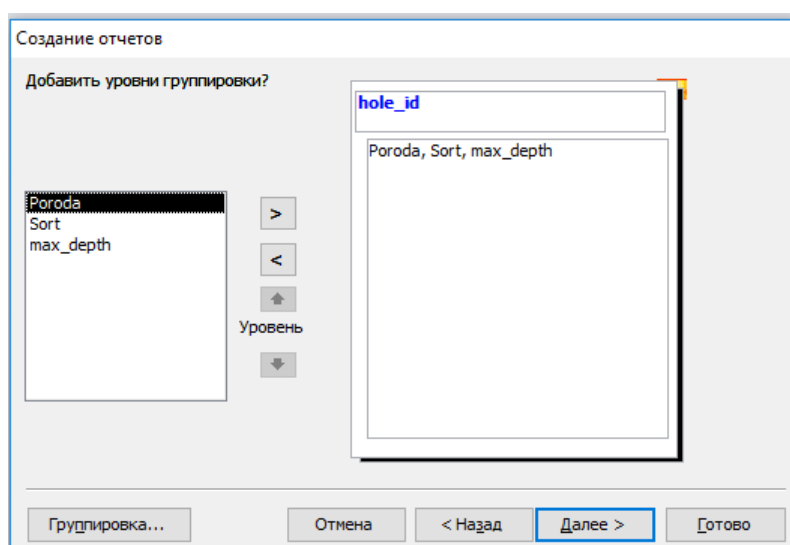 Создание отчетов
Добавить уровни группировки?
hole_id
Poroda, Sort, max_depth
Poroda
Sort
max_depth
>
<
Уровень
Группировка...
Отмена
< Назад
Далее >
Готово